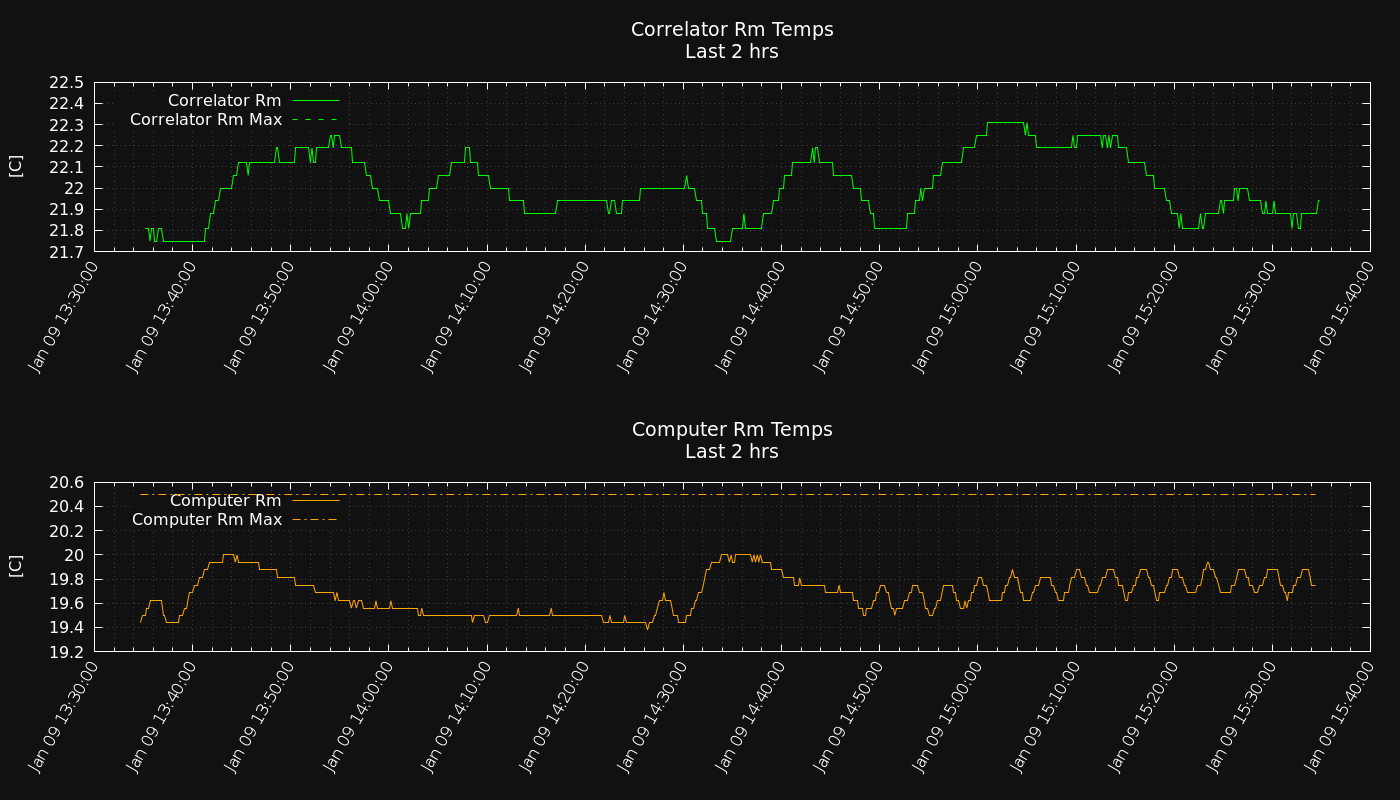 Correlator Rm Temps
Last 2 hrs
22.5
22.4
22.3
22.2
22.1
22
21.9
21.8
21.7
[C]
Correlator Rm
Correlator Rm Max
Jan 09 13:30:00
Jan 09 13:40:00
Jan 09 13:50:00
Jan 09 14:00:00
Jan 09 14:10:00
Jan 09 14:20:00
Jan 09 14:30:00
Jan 09 14:40:00
Jan 09 14:50:00
Jan 09 15:00:00
Jan 09 15:10:00
Jan 09 15:20:00
Jan 09 15:30:00
Jan 09 15:40:00
Computer Rm Temps
Last 2 hrs
20.6
20.4
20.2
20
19.8
19.6
19.4
19.2
[C]
Computer Rm
Computer Rm Max
Jan 09 13:30:00
Jan 09 13:40:00
Jan 09 13:50:00
Jan 09 14:00:00
Jan 09 14:10:00
Jan 09 14:20:00
Jan 09 14:30:00
Jan 09 14:40:00
Jan 09 14:50:00
Jan 09 15:00:00
Jan 09 15:10:00
Jan 09 15:20:00
Jan 09 15:30:00
Jan 09 15:40:00